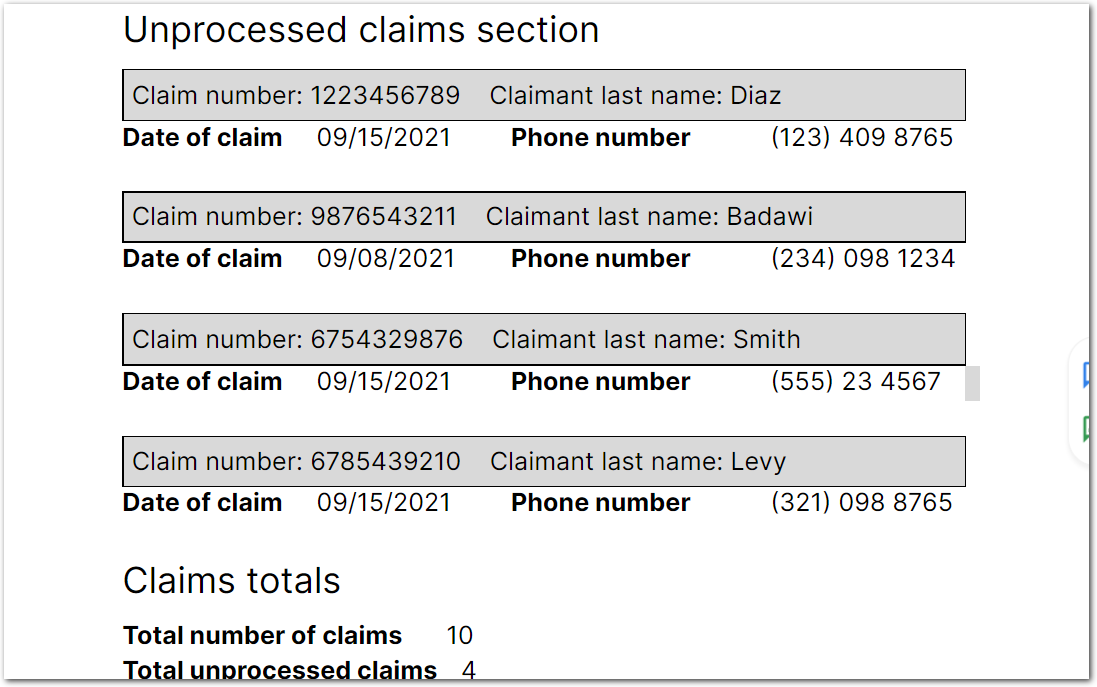 Unprocessed claims section
Claim number: 1223456789 Claimant last name: Diaz
Date of claim 09/15/2021 Phone number (123) 409 8765
Claim number: 9876543211 Claimant last name: Badawi
Date of claim 09/08/2021 Phone number (234) 098 1234
Claim number: 6754329876 Claimant last name: Smith
Date of claim 09/15/2021 Phone number (555) 23 4567
Claim number: 6785439210 Claimant last name: Levy
Date of claim 09/15/2021 Phone number (321) 098 8765
Claims totals
Total number of claims 10
Total unprocessed claims 4